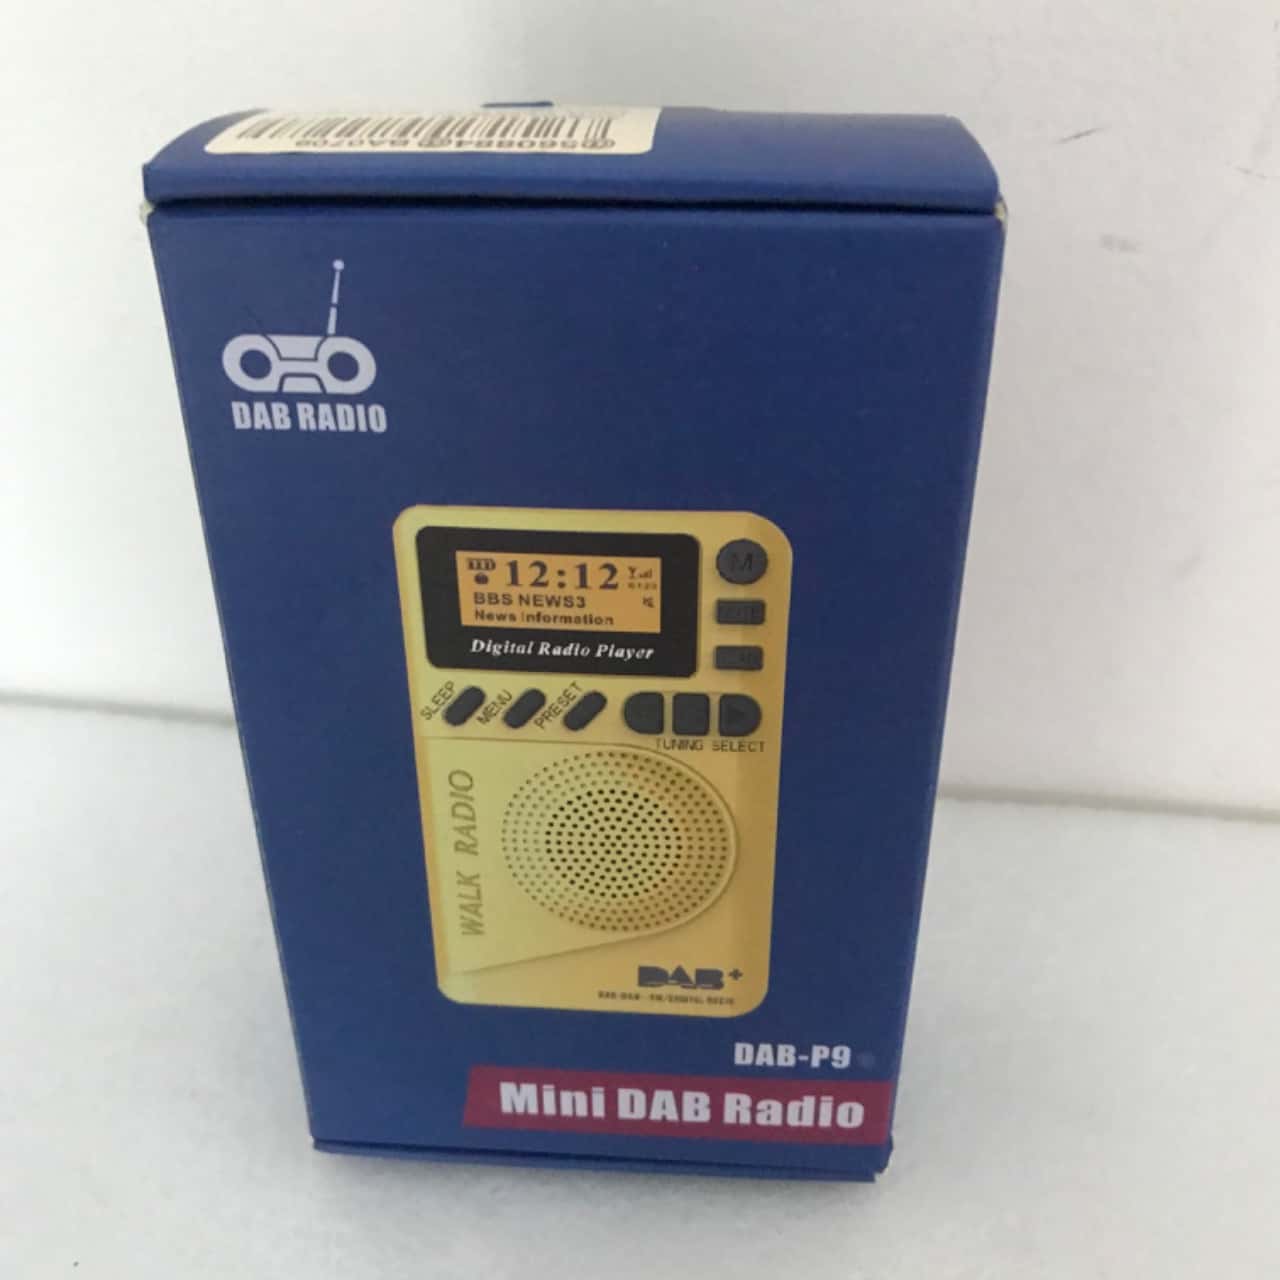 DAB RADIO
12:12
BBS NEWS3
News Information
Digital Radio Player
M
SLEEP
MENU
PRESET
TUNING SELECT
WALK RADIO
DAB+
DAB-P9
Mini DAB Radio